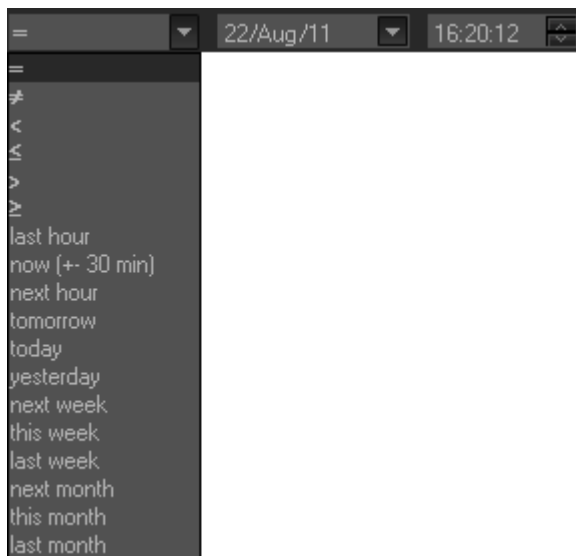 = 22/Aug/11 16:20:12
=
≠
<
≤
>
≥
last hour
now (+- 30 min)
next hour
tomorrow
today
yesterday
next week
this week
last week
next month
this month
last month